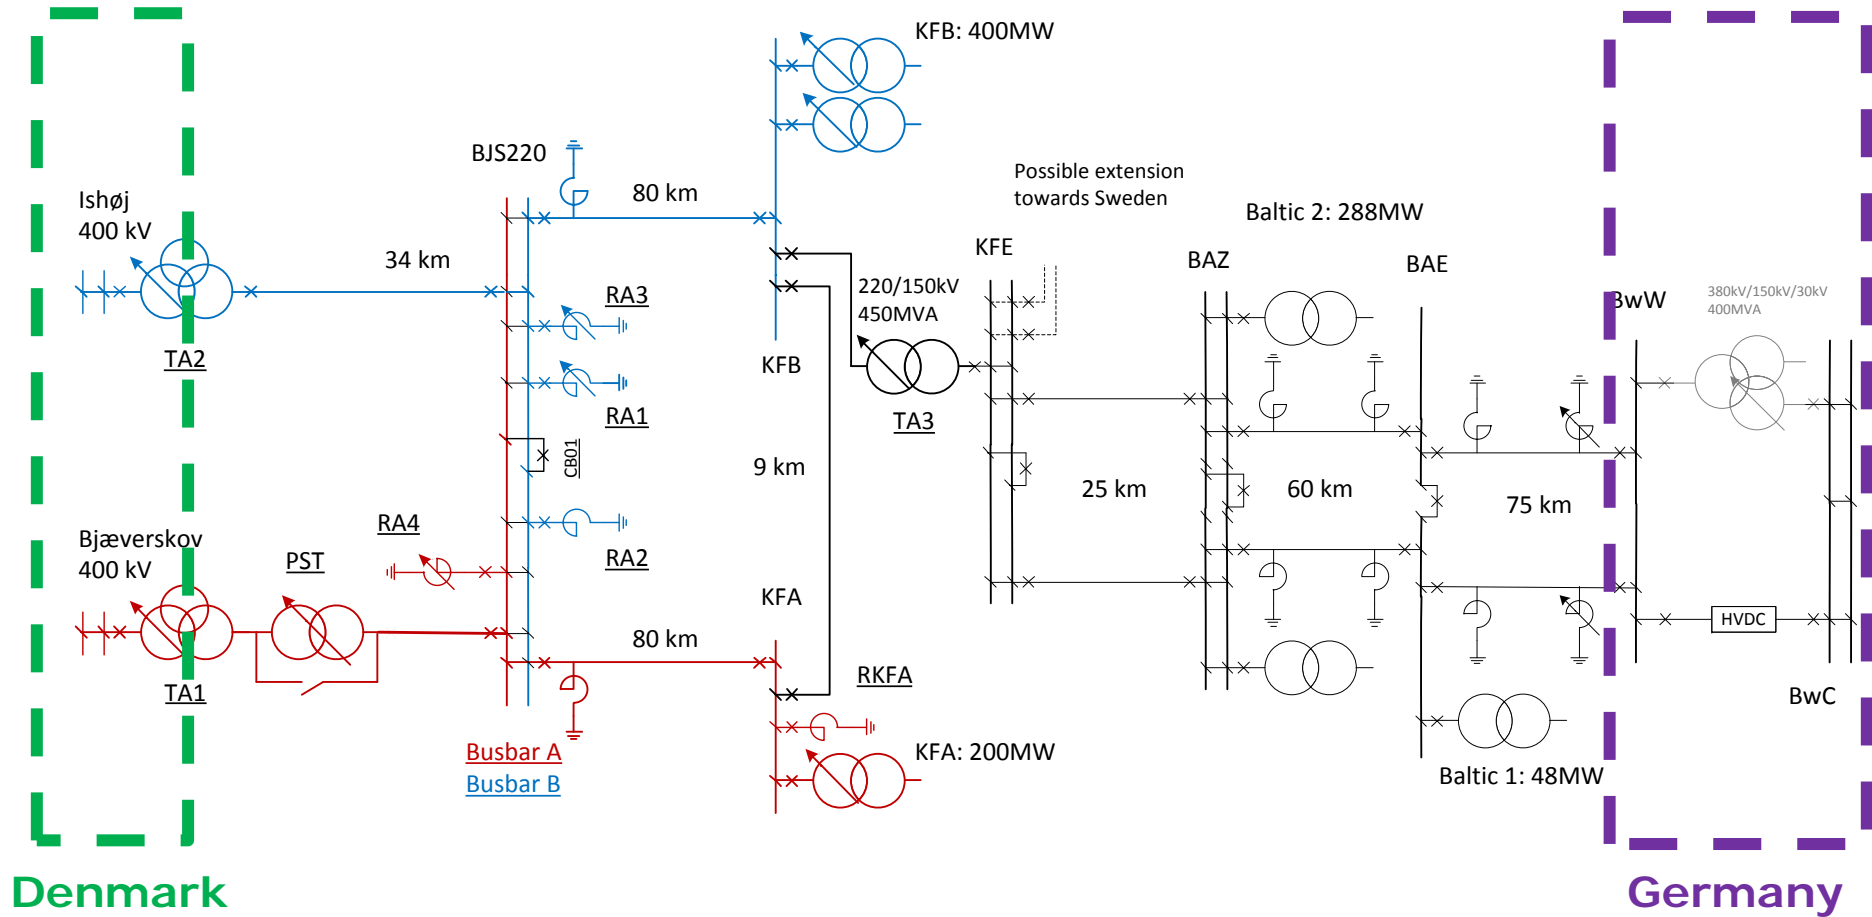 KFB: 400MW
BJS220
80 km
Possible extension
towards Sweden
Ishøj
400 kV
34 km
Baltic 2: 288MW
KFE
BAZ
BAE
RA3
220/150kV
450MVA
BwW
380kV/150kV/30kV
400MVA
TA2
KFB
RA1
TA3
CB01
9 km
25 km
60 km
75 km
RA4
Bjæverskov
400 kV
PST
RA2
KFA
80 km
HVDC
TA1
RKFA
BwC
Busbar A
Busbar B
KFA: 200MW
Baltic 1: 48MW
Denmark
Germany